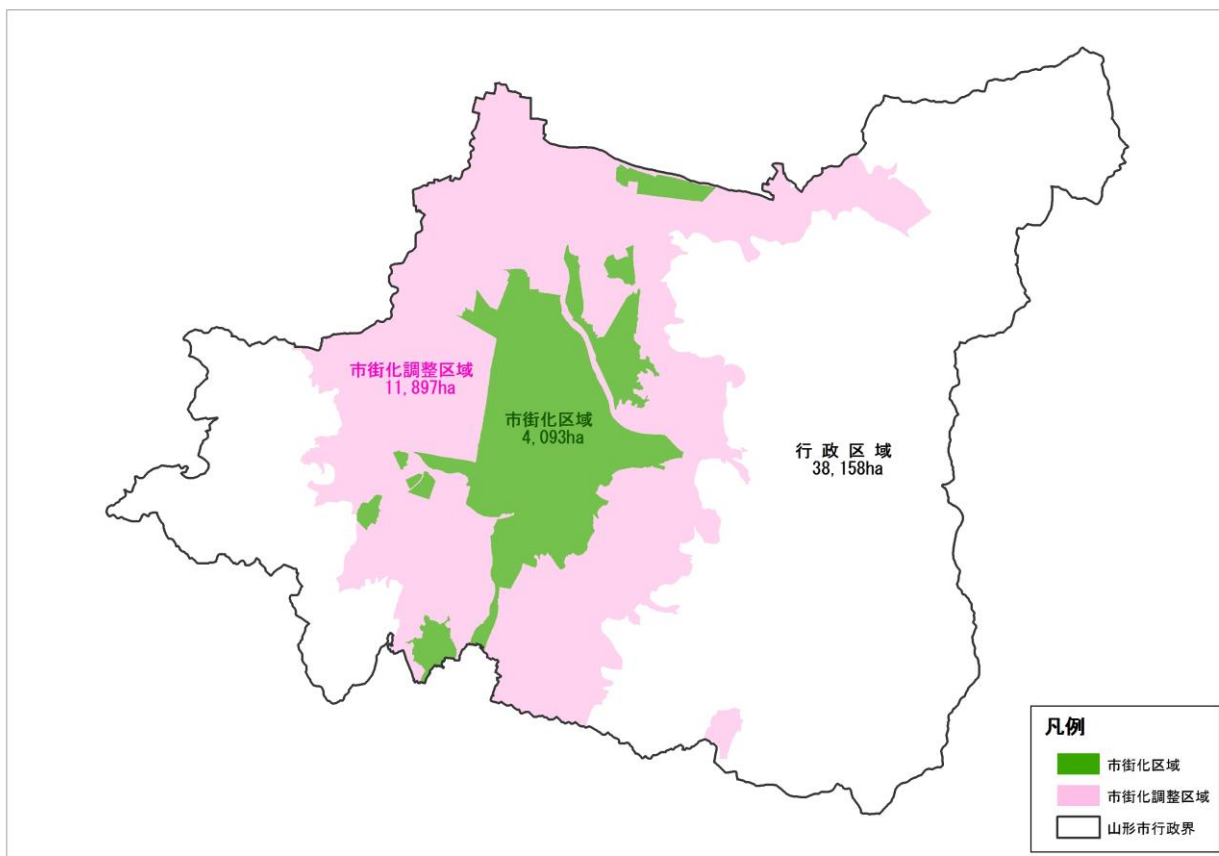 市街化調整区域
11,897ha
市街化区域
4,093ha
行政区域
38,158ha
凡例
市街化区域
市街化調整区域
山形市行政界